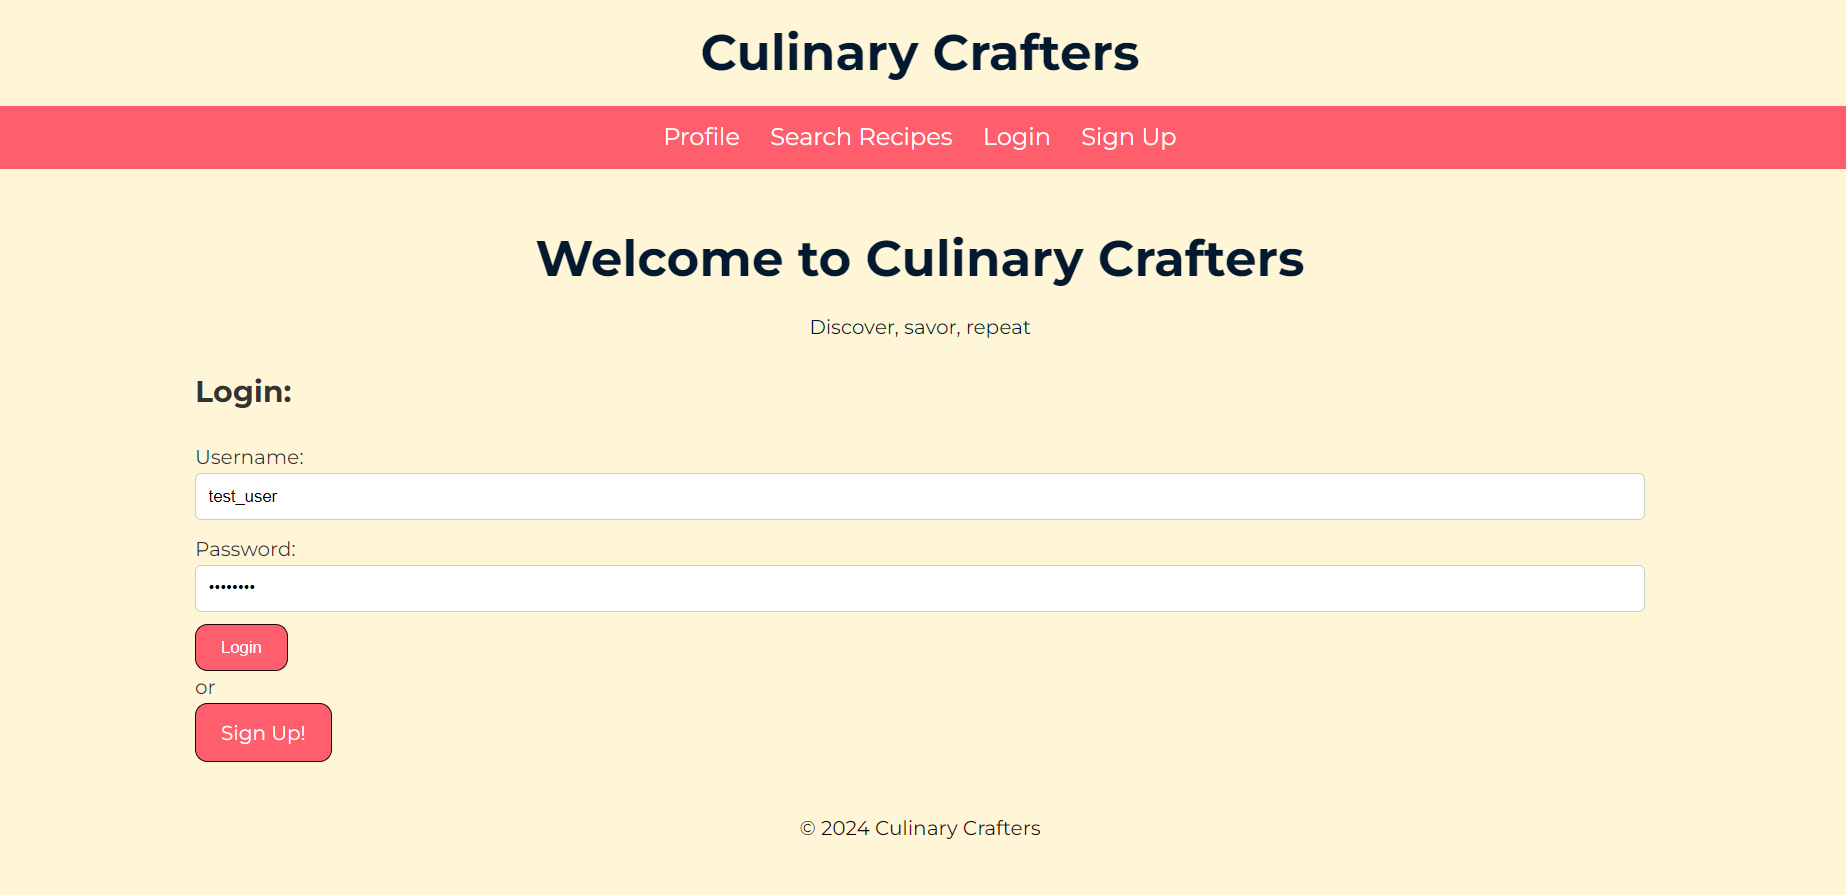 Culinary Crafters
Profile Search Recipes Login Sign Up
Welcome to Culinary Crafters
Discover, savor, repeat
Login:
Username:
test_user
Password:
••••••••
Login
or
Sign Up!
© 2024 Culinary Crafters